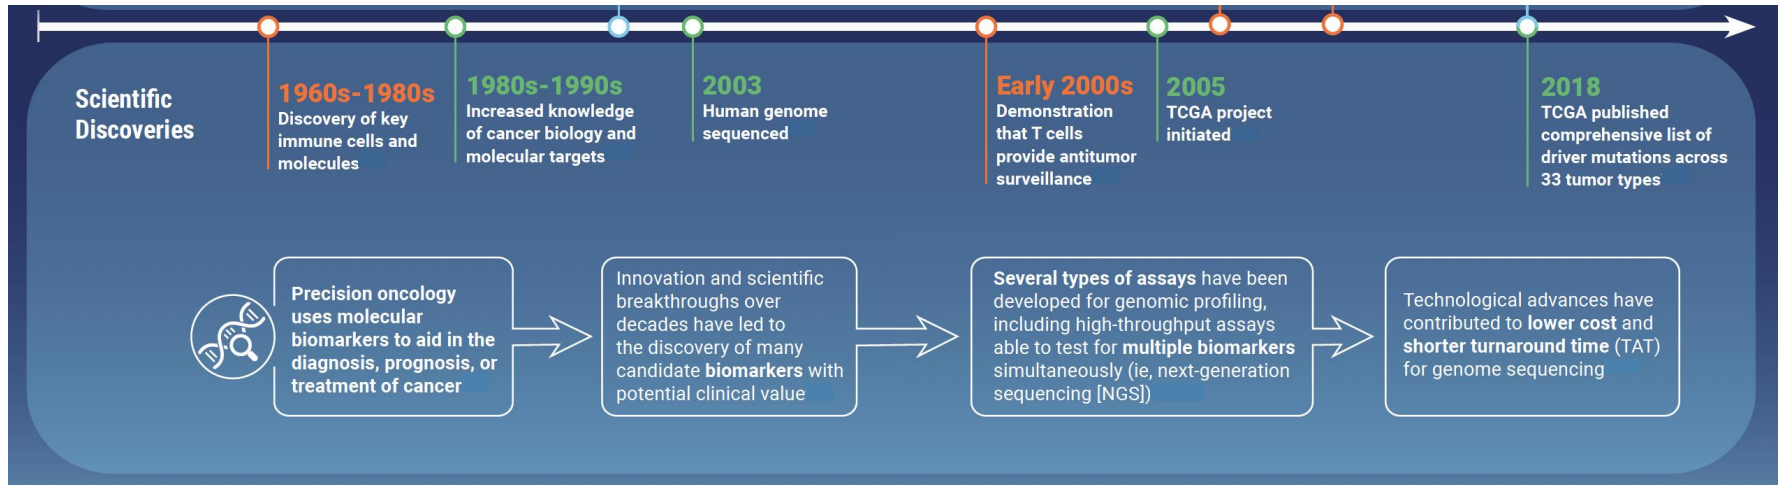 Scientific
Discoveries
1960s-1980s
Discovery of key
immune cells and
molecules
1980s-1990s
Increased knowledge
of cancer biology and
molecular targets
2003
Human genome
sequenced
Early 2000s
Demonstration
that T cells
provide antitumor
surveillance
2005
TCGA project
initiated
2018
TCGA published
comprehensive list of
driver mutations across
33 tumor types
Precision oncology
uses molecular
biomarkers to aid in the
diagnosis, prognosis, or
treatment of cancer
Innovation and scientific
breakthroughs over
decades have led to
the discovery of many
candidate biomarkers with
potential clinical value
Several types of assays have been
developed for genomic profiling,
including high-throughput assays
able to test for multiple biomarkers
simultaneously (ie, next-generation
sequencing [NGS])
Technological advances have
contributed to lower cost and
shorter turnaround time (TAT)
for genome sequencing